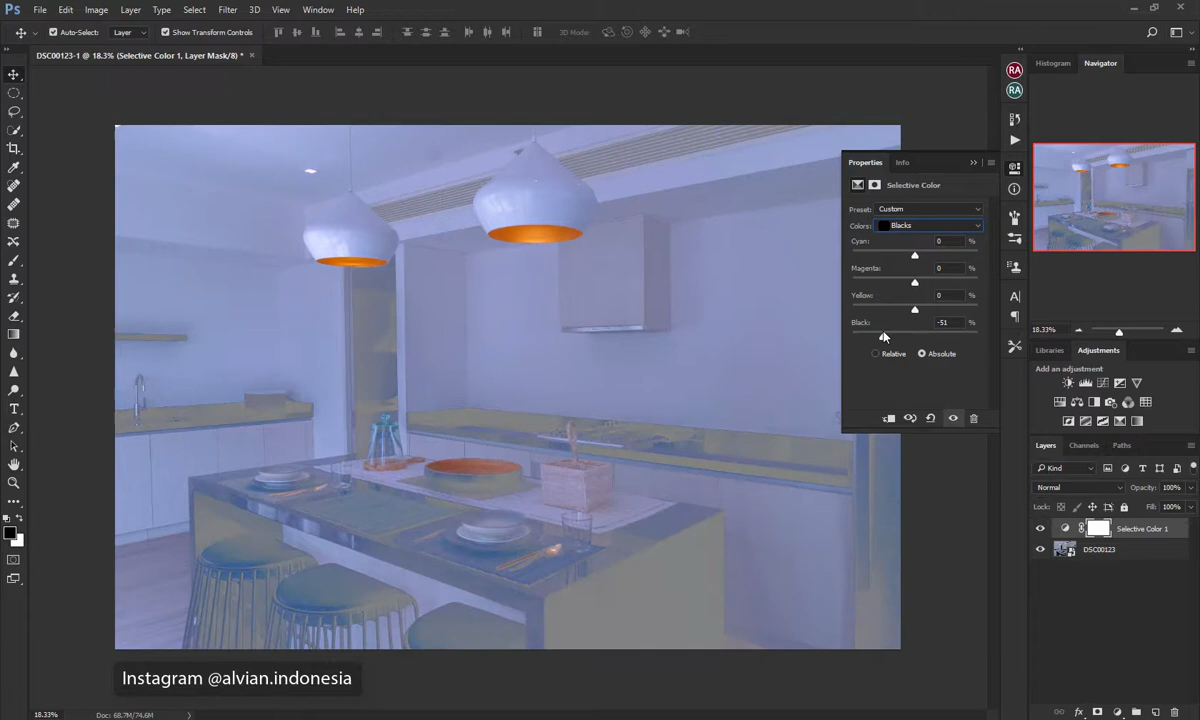 Ps File Edit Image Layer Type Select Filter 3D View Window Help
Auto-Select: Layer Show Transform Controls 3D Mode:
DSC00123-1 @ 18.3% (Selective Color 1, Layer Mask/8) * ×
RA
RA
Histogram Navigator
Properties Info
Selective Color
Preset: Custom
Colors: Blacks
Cyan: 0 %
Magenta: 0 %
Yellow: 0 %
Black: -51 %
Relative Absolute
18.33%
Libraries Adjustments
Add an adjustment
Layers Channels Paths
Kind
Normal Opacity: 100%
Lock: Fill: 100%
Selective Color 1
DSC00123
Instagram @alvian.indonesia
18.33% Doc: 68.7M/74.6M